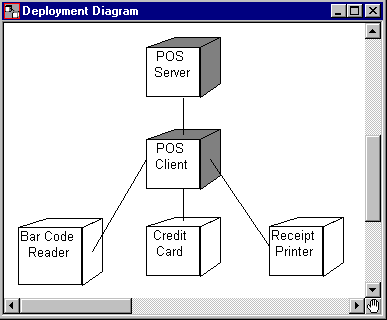 Deployment Diagram
POS
Server
POS
Client
Bar Code
Reader
Credit
Card
Receipt
Printer